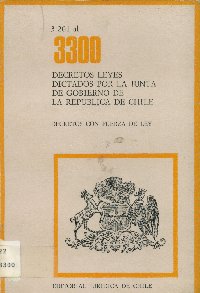 3.201 al
3300
DECRETOS LEYES
DICTADOS POR LA JUNTA
DE GOBIERNO DE
LA REPUBLICA DE CHILE
DECRETOS CON FUERZA DE LEY
3300
EDITORIAL JURIDICA DE CHILE